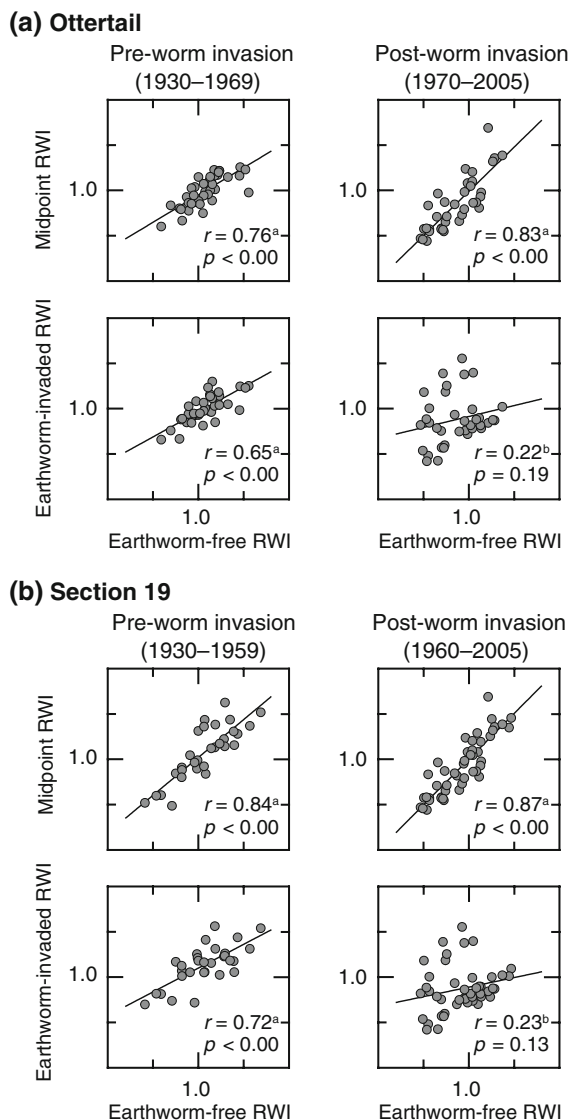 (a) Ottertail
Pre-worm invasion
(1930–1969)
Post-worm invasion
(1970–2005)
Midpoint RWI
1.0
r = 0.76ᵃ
p < 0.00
r = 0.83ᵃ
p < 0.00
Earthworm-invaded RWI
1.0
r = 0.65ᵃ
p < 0.00
r = 0.22ᵇ
p = 0.19
1.0
1.0
Earthworm-free RWI
Earthworm-free RWI
(b) Section 19
Pre-worm invasion
(1930–1959)
Post-worm invasion
(1960–2005)
Midpoint RWI
1.0
1.0
r = 0.84ᵃ
p < 0.00
r = 0.87ᵃ
p < 0.00
Earthworm-invaded RWI
1.0
1.0
r = 0.72ᵃ
p < 0.00
r = 0.23ᵇ
p = 0.13
1.0
1.0
Earthworm-free RWI
Earthworm-free RWI